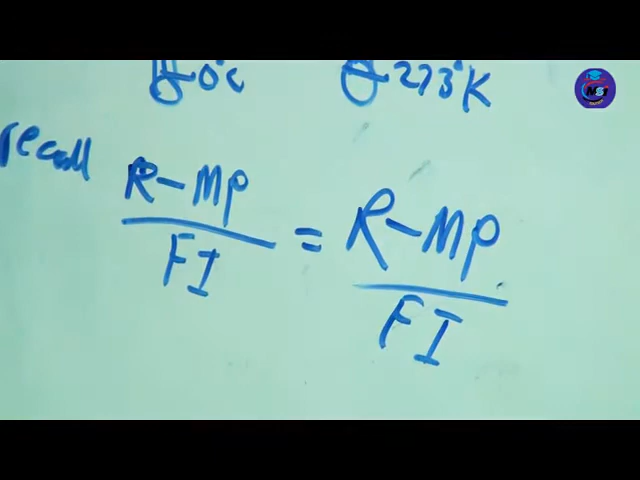 0°C 273°K
recall R-MP / FI = R-MP / FI